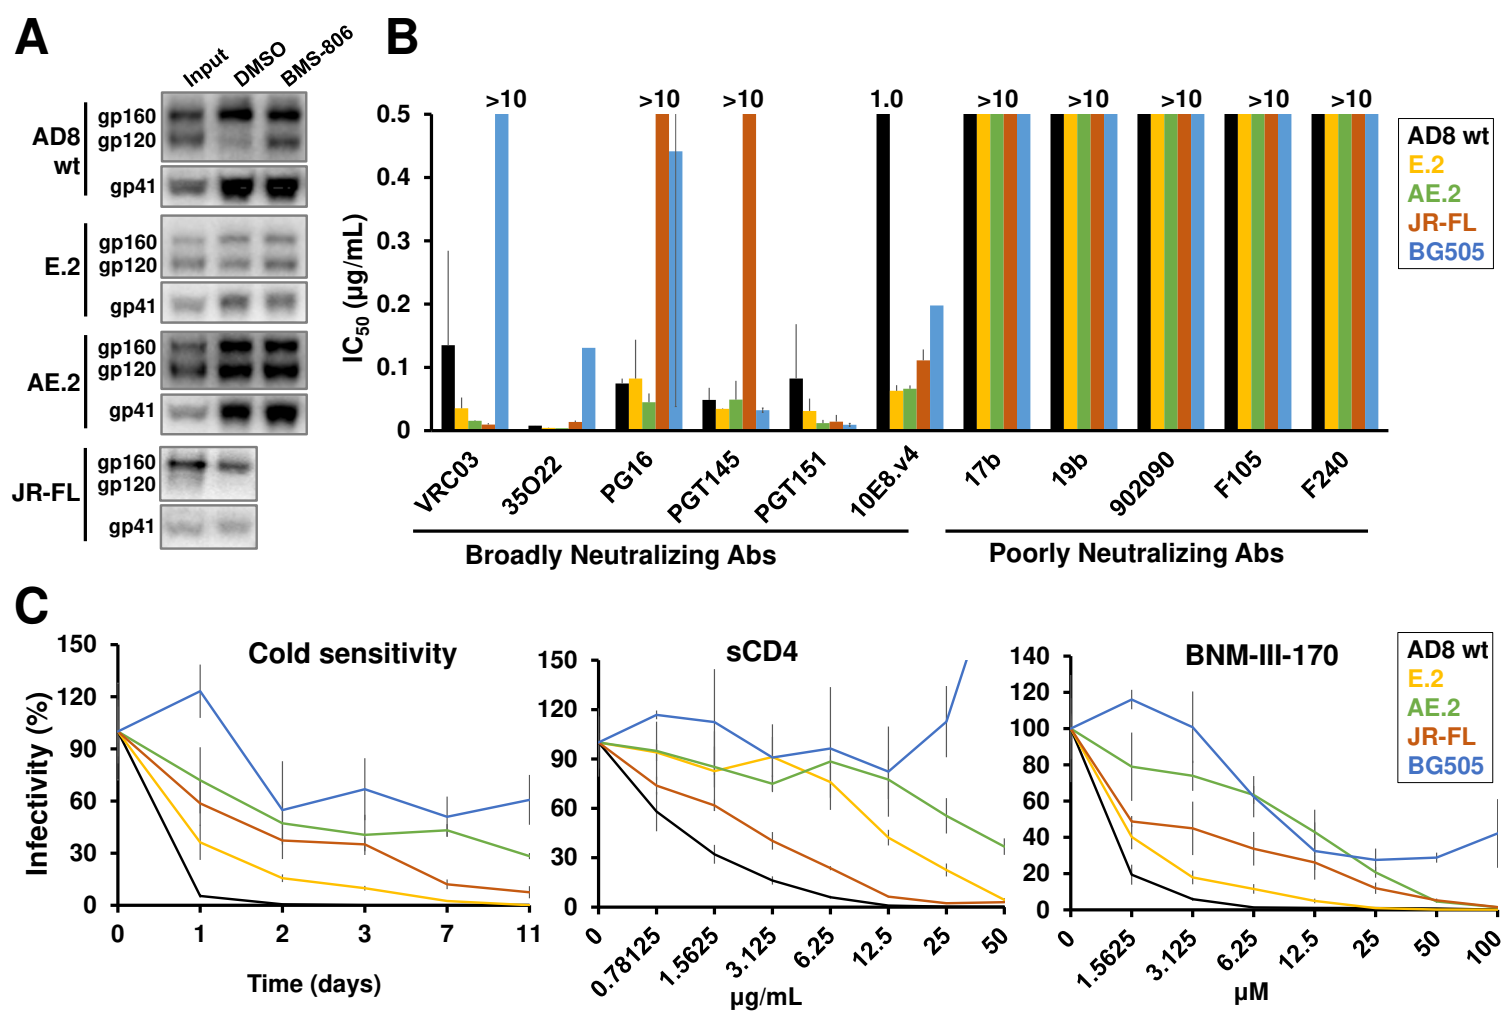 A
Input
DMSO
BMS-806
AD8
wt
gp160
gp120
gp41
E.2
gp160
gp120
gp41
AE.2
gp160
gp120
gp41
JR-FL
gp160
gp120
gp41
B
>10
>10
>10
1.0
>10
>10
>10
>10
>10
IC50 (µg/mL)
0.5
0.4
0.3
0.2
0.1
0
VRC03
35O22
PG16
PGT145
PGT151
10E8.v4
17b
19b
902090
F105
F240
Broadly Neutralizing Abs
Poorly Neutralizing Abs
AD8 wt
E.2
AE.2
JR-FL
BG505
C
Cold sensitivity
Infectivity (%)
150
120
90
60
30
0
0
1
2
3
7
11
Time (days)
sCD4
150
120
90
60
30
0
0
0.78125
1.5625
3.125
6.25
12.5
25
50
µg/mL
BNM-III-170
140
120
100
80
60
40
20
0
0
1.5625
3.125
6.25
12.5
25
50
100
µM
AD8 wt
E.2
AE.2
JR-FL
BG505